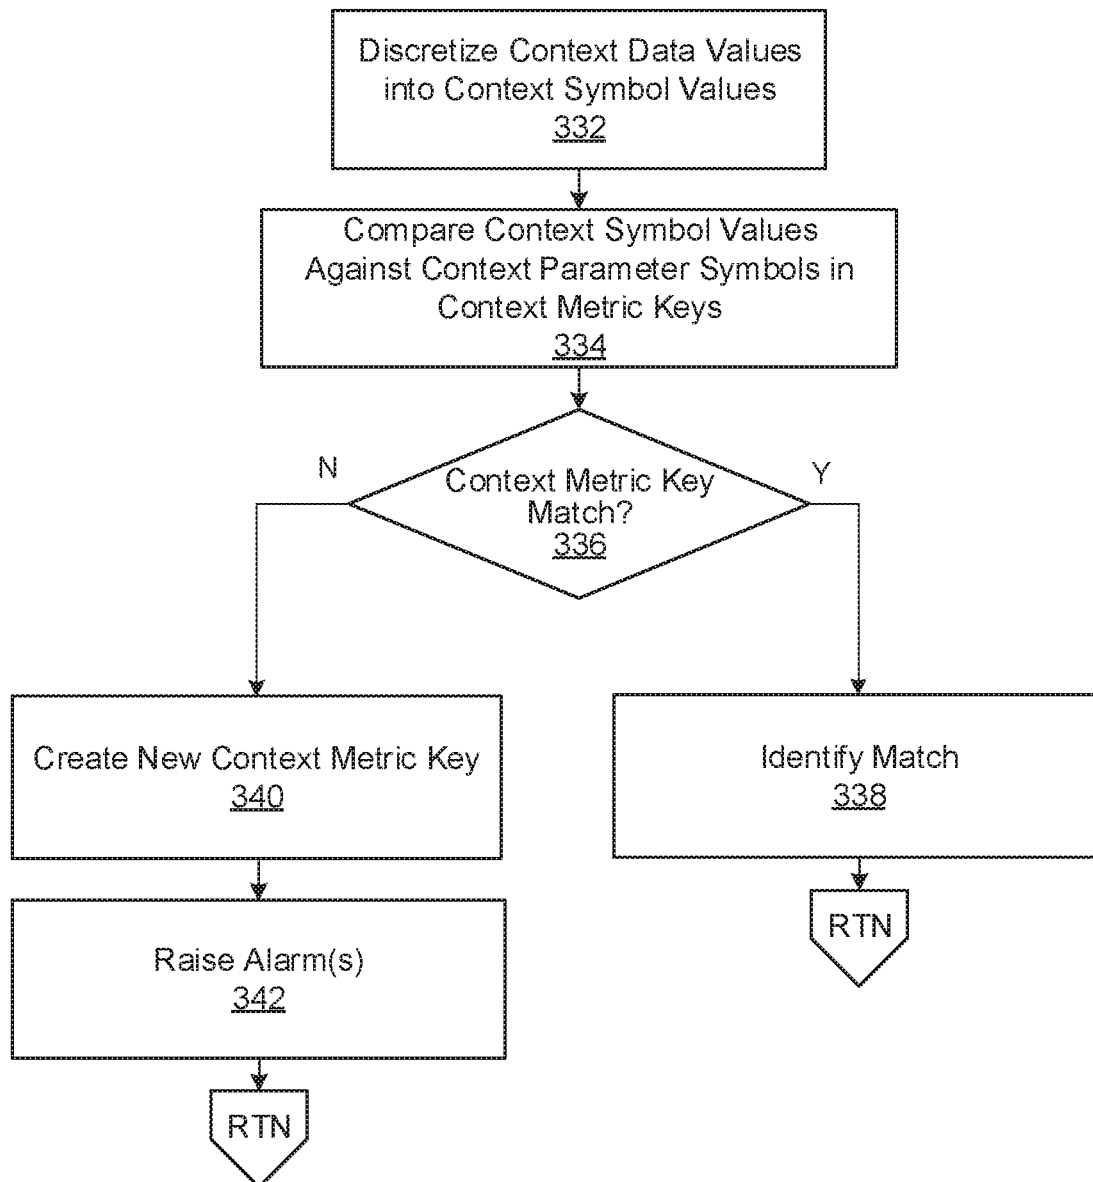 Discretize Context Data Values
into Context Symbol Values
332
Compare Context Symbol Values
Against Context Parameter Symbols in
Context Metric Keys
334
N
Y
Context Metric Key
Match?
336
Create New Context Metric Key
340
Identify Match
338
RTN
Raise Alarm(s)
342
RTN